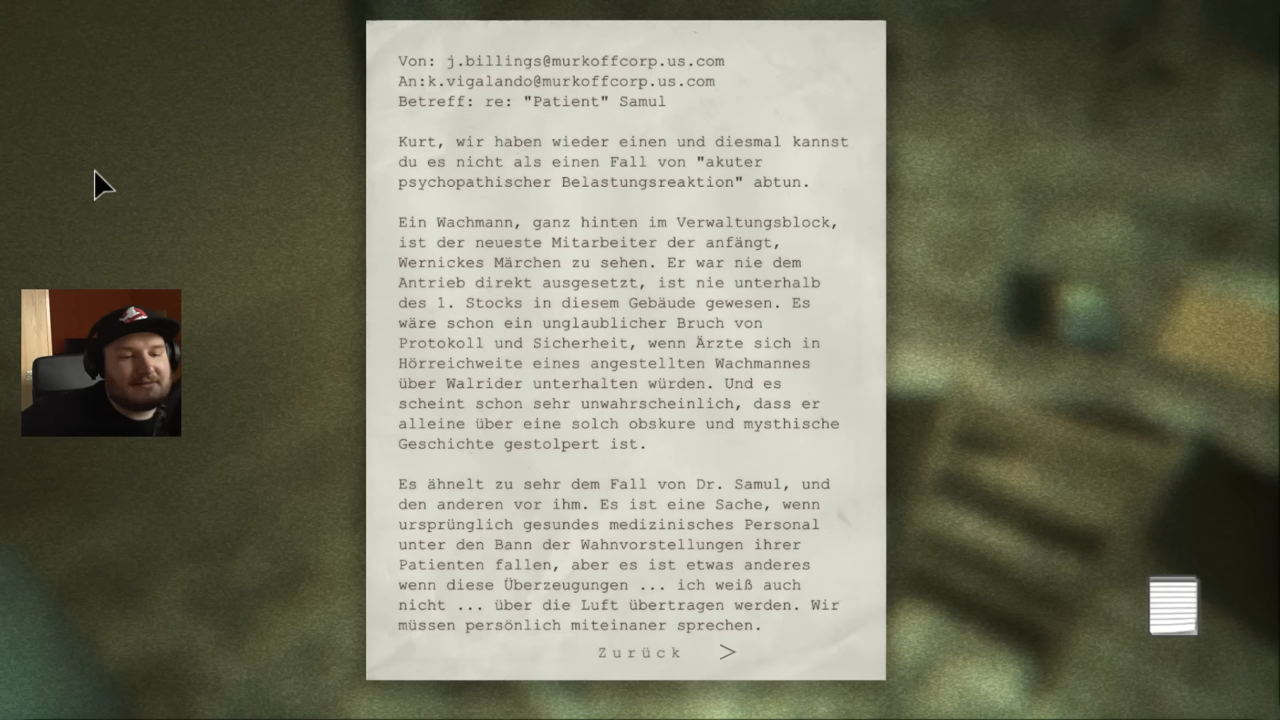 Von: j.billings@murkoffcorp.us.com
An:k.vigalando@murkoffcorp.us.com
Betreff: re: "Patient" Samul
Kurt, wir haben wieder einen und diesmal kannst
du es nicht als einen Fall von "akuter
psychopathischer Belastungsreaktion" abtun.
Ein Wachmann, ganz hinten im Verwaltungsblock,
ist der neueste Mitarbeiter der anfängt,
Wernickes Märchen zu sehen. Er war nie dem
Antrieb direkt ausgesetzt, ist nie unterhalb
des 1. Stocks in diesem Gebäude gewesen. Es
wäre schon ein unglaublicher Bruch von
Protokoll und Sicherheit, wenn Ärzte sich in
Hörreichweite eines angestellten Wachmannes
über Walrider unterhalten würden. Und es
scheint schon sehr unwahrscheinlich, dass er
alleine über eine solch obskure und mysthische
Geschichte gestolpert ist.
Es ähnelt zu sehr dem Fall von Dr. Samul, und
den anderen vor ihm. Es ist eine Sache, wenn
ursprünglich gesundes medizinisches Personal
unter den Bann der Wahnvorstellungen ihrer
Patienten fallen, aber es ist etwas anderes
wenn diese Überzeugungen ... ich weiß auch
nicht ... über die Luft übertragen werden. Wir
müssen persönlich miteinaner sprechen.
Zurück >